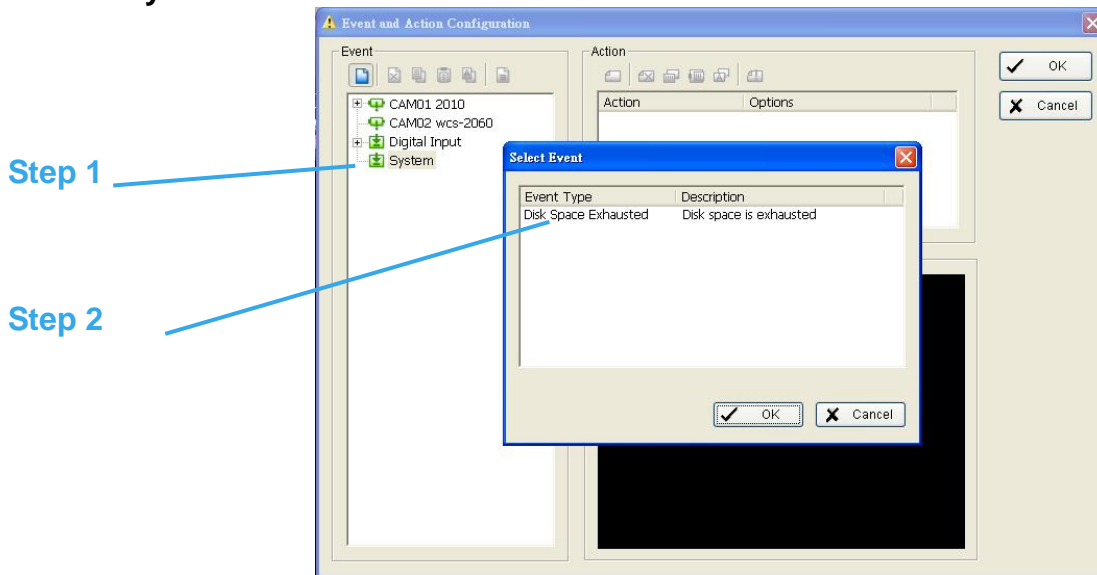 Event and Action Configuration
Event
Action
OK
Cancel
Action Options
CAM01 2010
CAM02 wcs-2060
Digital Input
System
Step 1
Select Event
Event Type Description
Disk Space Exhausted Disk space is exhausted
Step 2
OK Cancel